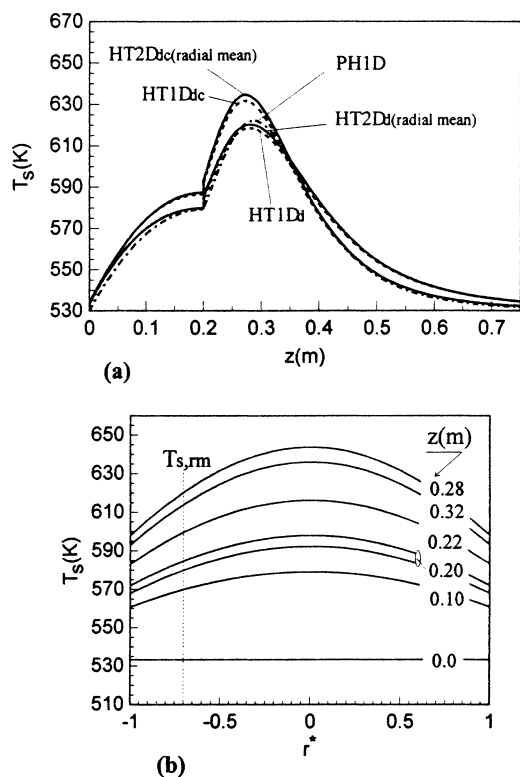 670
650
630
610
590
570
550
530
Ts(K)
HT2Ddc(radial mean)
HT1Ddc
PH1D
HT2Dd(radial mean)
HT1Dd
0 0.1 0.2 0.3 0.4 0.5 0.6 0.7
z(m)
(a)
650
630
610
590
570
550
530
510
Ts(K)
Ts,rm
z(m)
0.28
0.32
0.22
0.20
0.10
0.0
-1 -0.5 0 0.5 1
r*
(b)